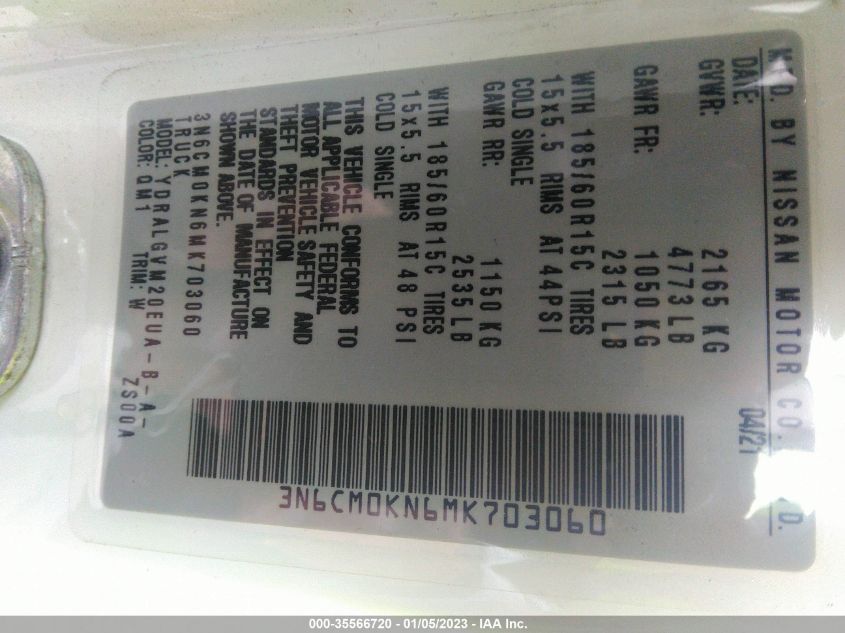 MFD. BY NISSAN MOTOR CO. LTD.
DATE: 04/21
GVWR: 2165 KG
4773 LB
GAWR FR: 1050 KG
2315 LB
WITH 185/60R15C TIRES
15x5.5 RIMS AT 44PSI
COLD SINGLE
GAWR RR: 1150 KG
2535 LB
WITH 185/60R15C TIRES
15x5.5 RIMS AT 48 PSI
COLD SINGLE
THIS VEHICLE CONFORMS TO
ALL APPLICABLE FEDERAL
MOTOR VEHICLE SAFETY AND
THEFT PREVENTION
STANDARDS IN EFFECT ON
THE DATE OF MANUFACTURE
SHOWN ABOVE.
3N6CM0KN6MK703060
TRUCK
MODEL: YDRALGVM20EUA-B-A-
COLOR: QM1 TRIM: W ZS00A
3N6CM0KN6MK703060
000-35566720 - 01/05/2023 - IAA Inc.